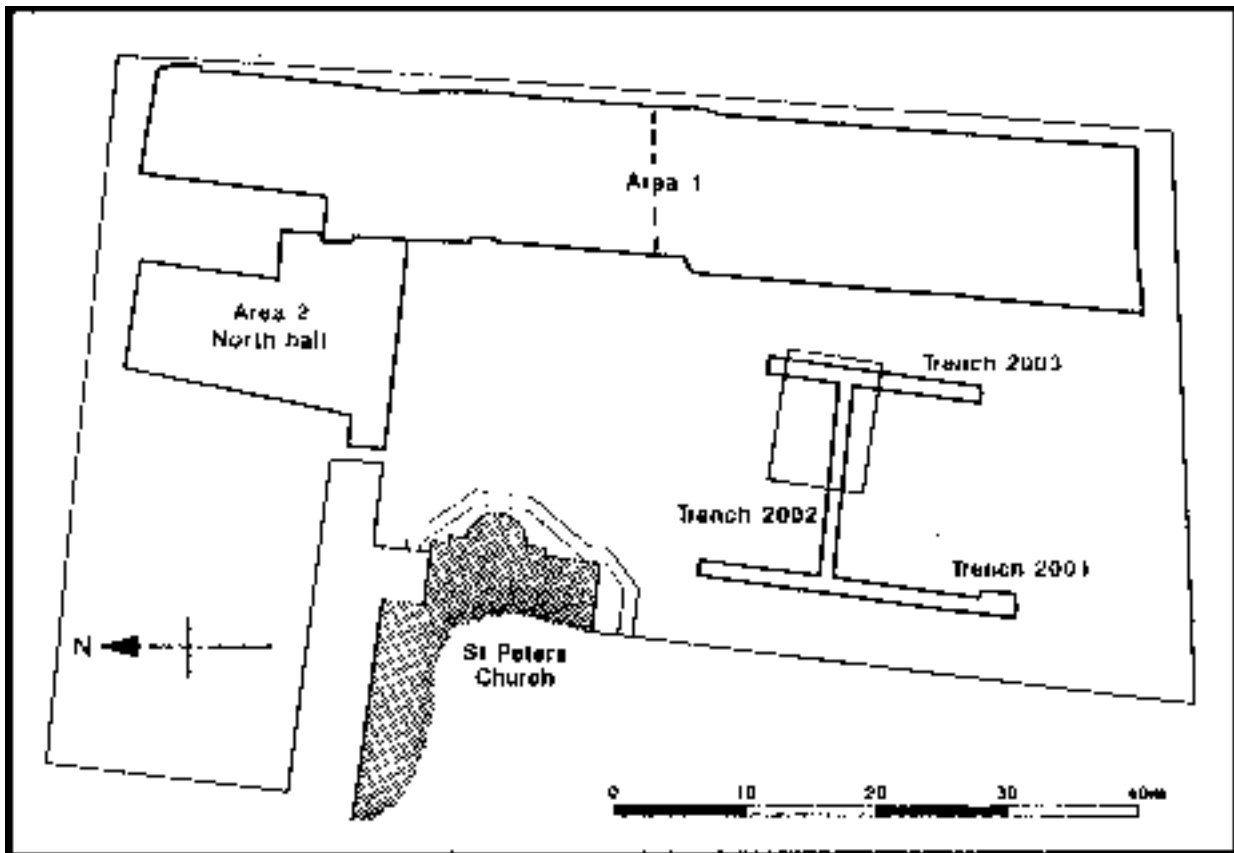 Area 1
Area 2
North hall
Trench 2003
Trench 2002
Trench 2001
N
St Peters
Church
0 10 20 30 40m